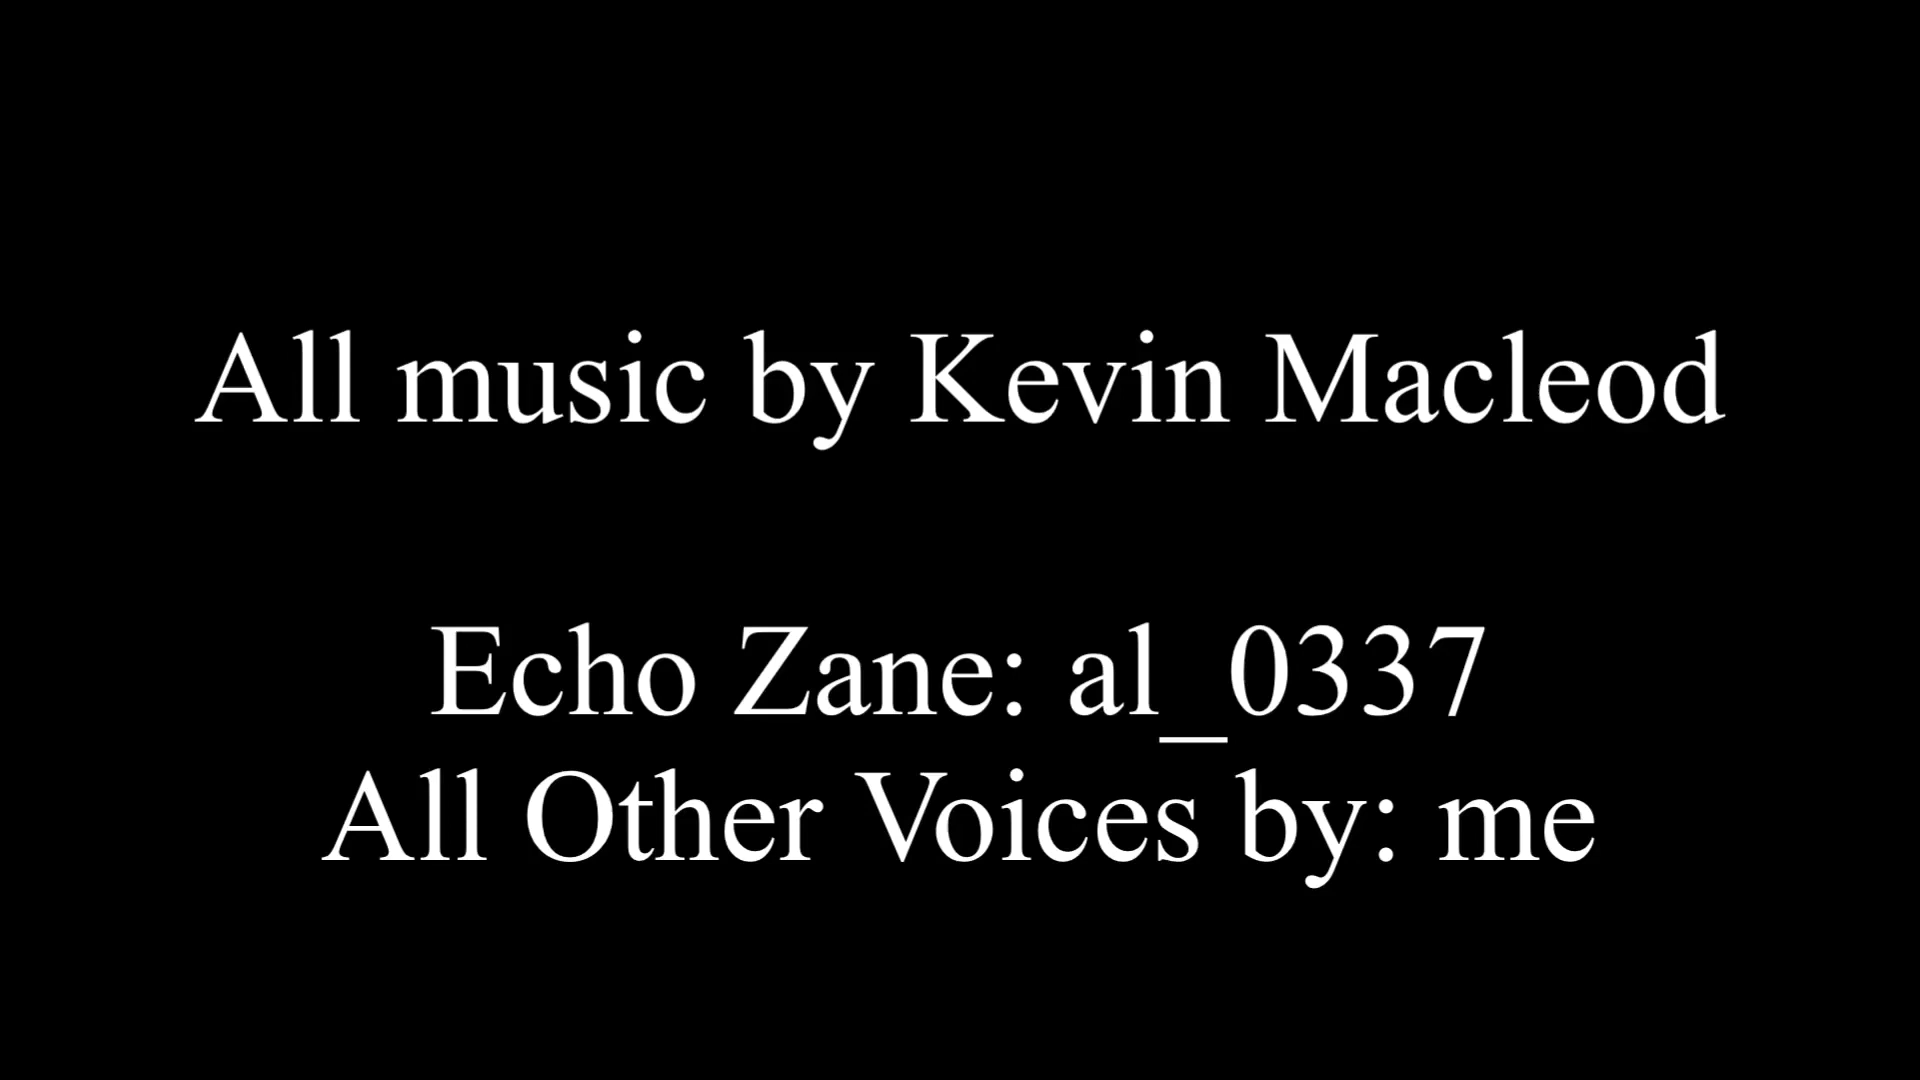 All music by Kevin Macleod
Echo Zane: al_0337
All Other Voices by: me